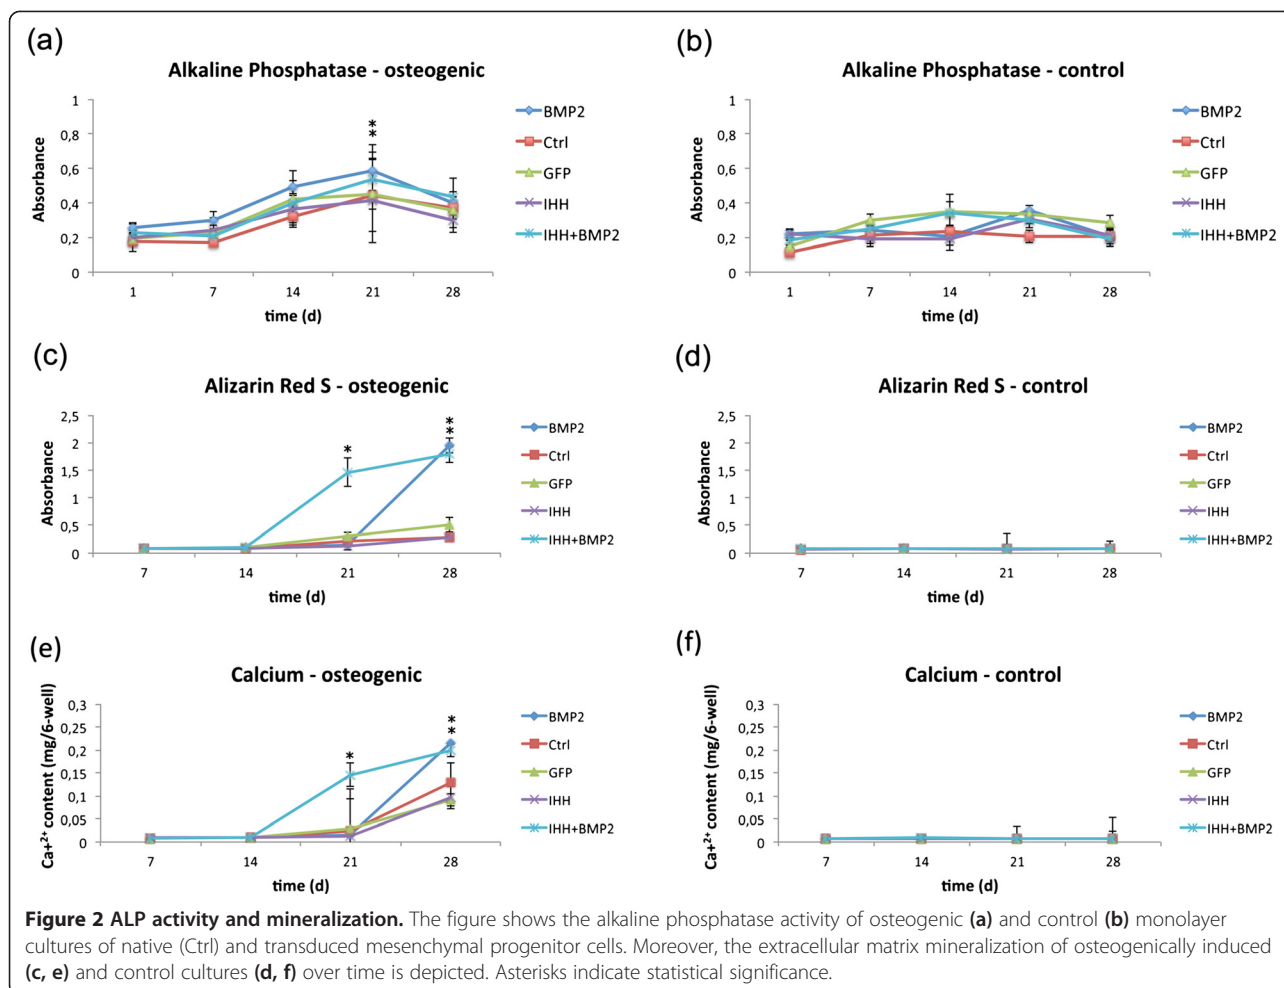 (a)
Alkaline Phosphatase - osteogenic
Absorbance
1
0,8
0,6
0,4
0,2
0
**
1
7
14
21
28
time (d)
BMP2
Ctrl
GFP
IHH
IHH+BMP2
(b)
Alkaline Phosphatase - control
Absorbance
1
0,8
0,6
0,4
0,2
0
1
7
14
21
28
time (d)
BMP2
Ctrl
GFP
IHH
IHH+BMP2
(c)
Alizarin Red S - osteogenic
Absorbance
2,5
2
1,5
1
0,5
0
*
**
7
14
21
28
time (d)
BMP2
Ctrl
GFP
IHH
IHH+BMP2
(d)
Alizarin Red S - control
Absorbance
2,5
2
1,5
1
0,5
0
7
14
21
28
time (d)
BMP2
Ctrl
GFP
IHH
IHH+BMP2
(e)
Calcium - osteogenic
Ca+²⁺ content (mg/6-well)
0,3
0,25
0,2
0,15
0,1
0,05
0
*
**
7
14
21
28
time (d)
BMP2
Ctrl
GFP
IHH
IHH+BMP2
(f)
Calcium - control
Ca+²⁺ content (mg/6-well)
0,3
0,25
0,2
0,15
0,1
0,05
0
7
14
21
28
time (d)
BMP2
Ctrl
GFP
IHH
IHH+BMP2
Figure 2 ALP activity and mineralization. The figure shows the alkaline phosphatase activity of osteogenic (a) and control (b) monolayer
cultures of native (Ctrl) and transduced mesenchymal progenitor cells. Moreover, the extracellular matrix mineralization of osteogenically induced
(c, e) and control cultures (d, f) over time is depicted. Asterisks indicate statistical significance.